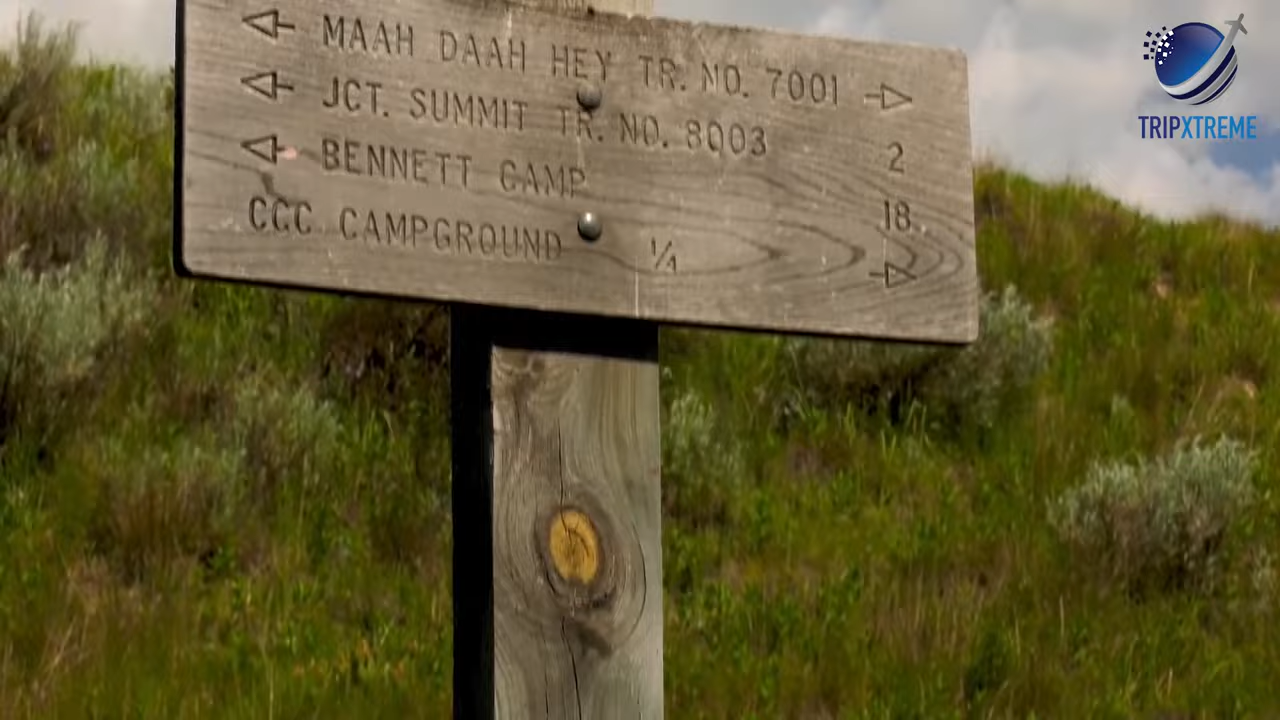 MAAH DAAH HEY TR. NO. 7001
JCT. SUMMIT TR. NO. 8003 2
BENNETT CAMP 18
CCC CAMPGROUND 1/4
TRIPXTREME